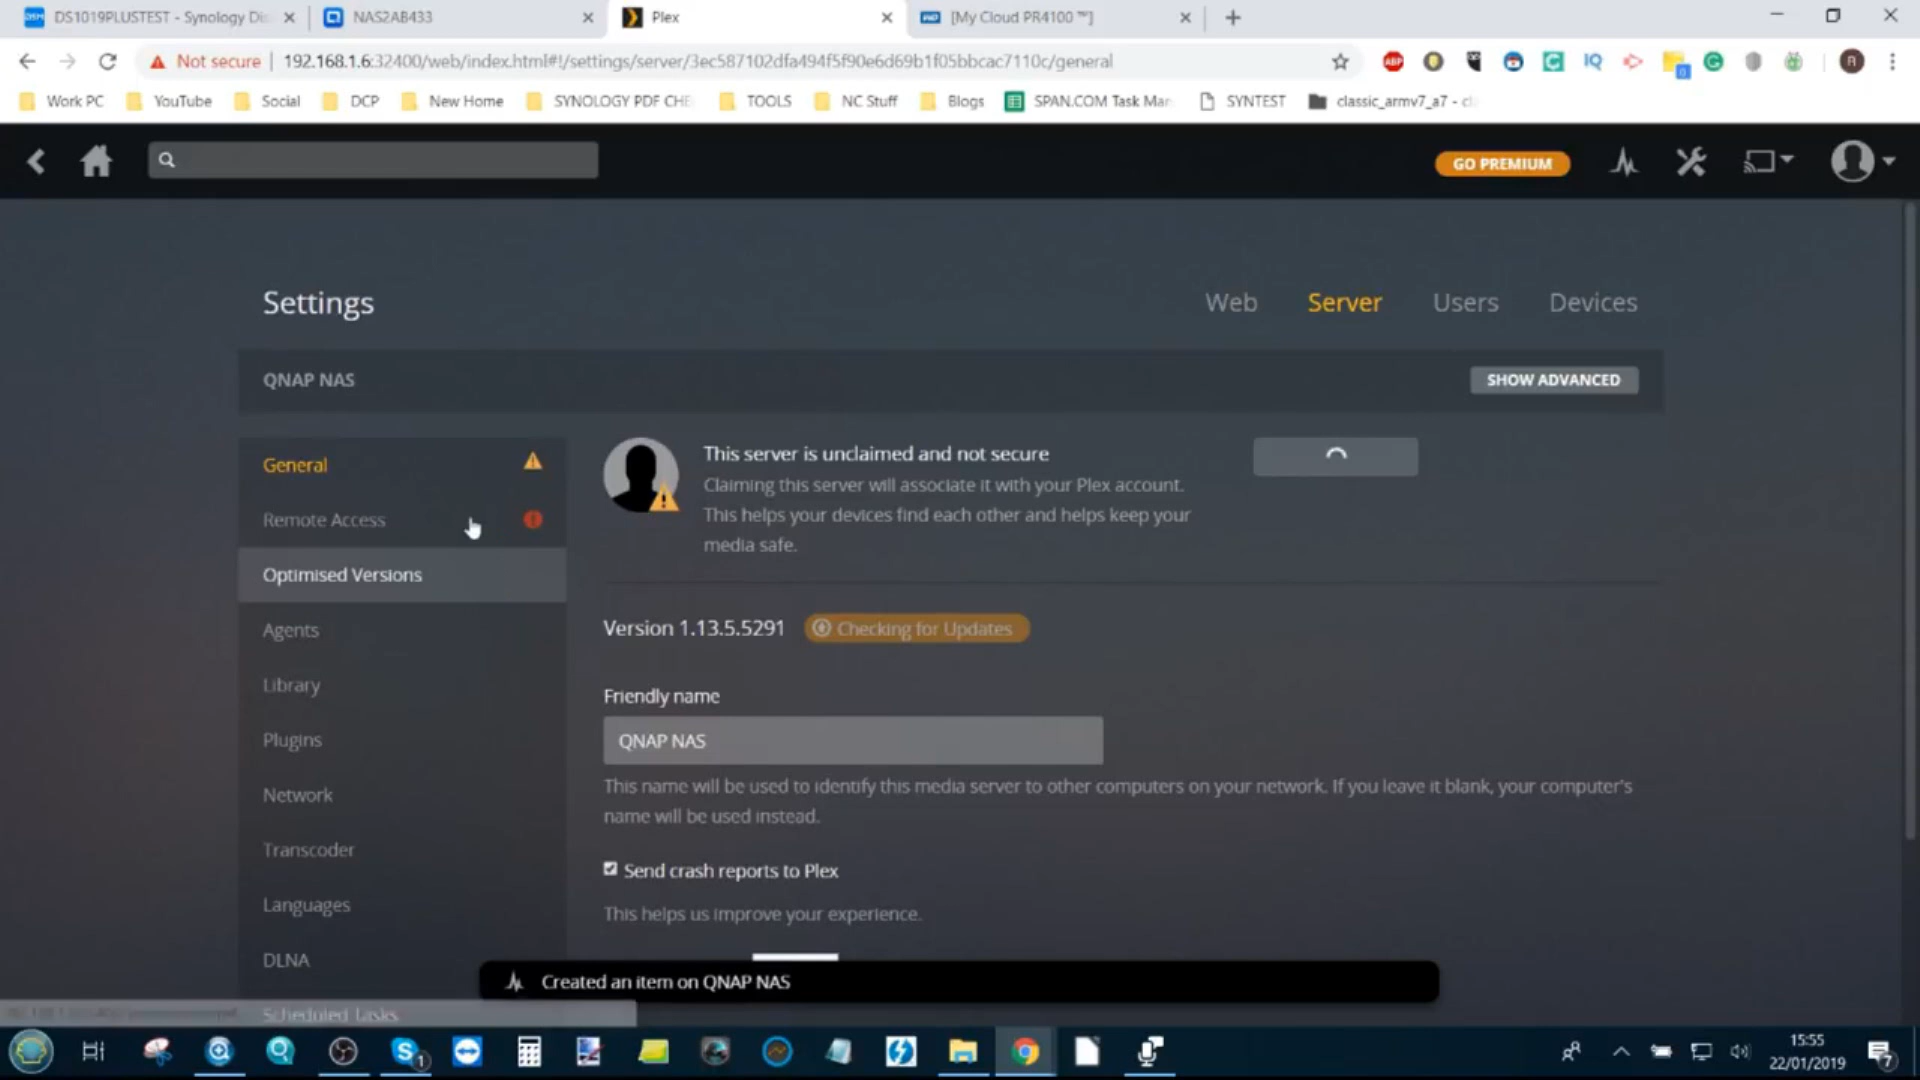 DS1019PLUSTEST - Synology Dis
NAS2AB433
Plex
[My Cloud PR4100 ™]
Not secure
192.168.1.6:32400/web/index.html#!/settings/server/3ec587102dfa494f5f90e6d69b1f05bbcac7110c/general
ABP
IQ
R
Work PC
YouTube
Social
DCP
New Home
SYNOLOGY PDF CHE
TOOLS
NC Stuff
Blogs
SPAN.COM Task Man
SYNTEST
classic_armv7_a7 - cl
GO PREMIUM
Settings
Web
Server
Users
Devices
QNAP NAS
SHOW ADVANCED
General
Remote Access
Optimised Versions
Agents
Library
Plugins
Network
Transcoder
Languages
DLNA
Scheduled Tasks
This server is unclaimed and not secure
Claiming this server will associate it with your Plex account.
This helps your devices find each other and helps keep your
media safe.
Version 1.13.5.5291
Checking for Updates
Friendly name
QNAP NAS
This name will be used to identify this media server to other computers on your network. If you leave it blank, your computer's
name will be used instead.
Send crash reports to Plex
This helps us improve your experience.
Created an item on QNAP NAS
15:55
22/01/2019
7